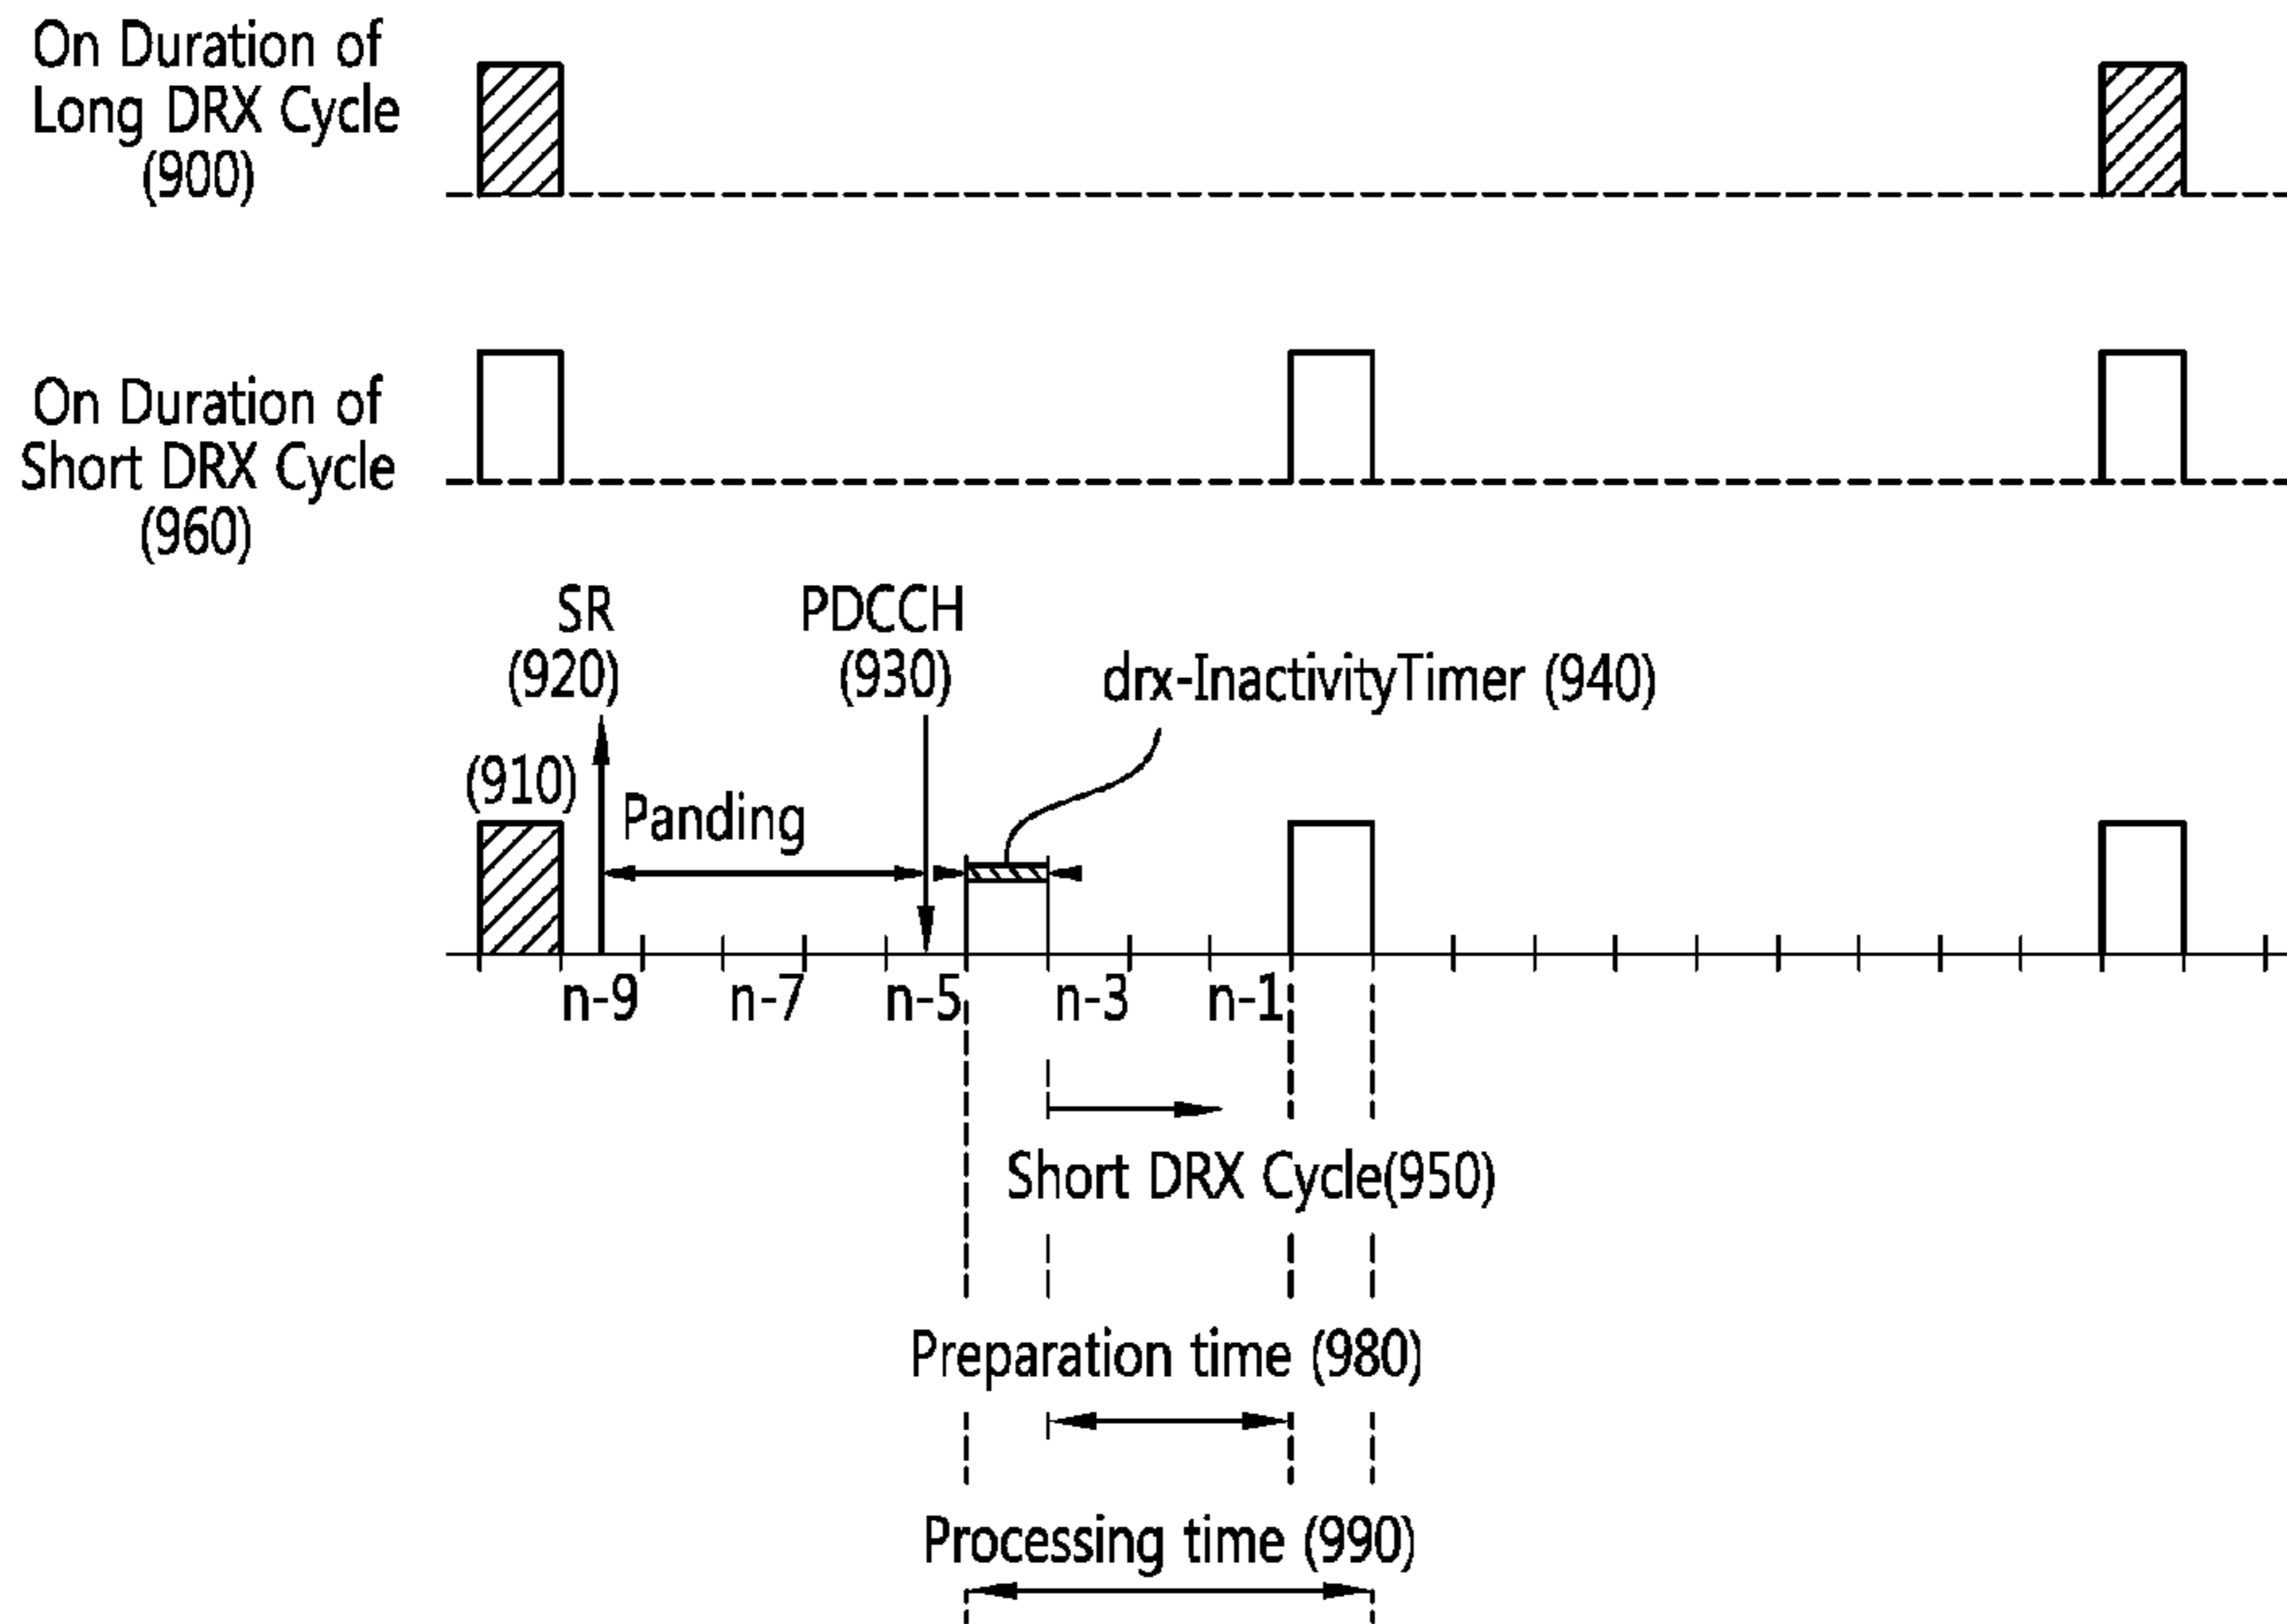 On Duration of
Long DRX Cycle
(900)
On Duration of
Short DRX Cycle
(960)
SR
(920)
PDCCH
(930)
drx-InactivityTimer (940)
(910)
Panding
n-9
n-7
n-5
n-3
n-1
Short DRX Cycle(950)
Preparation time (980)
Processing time (990)